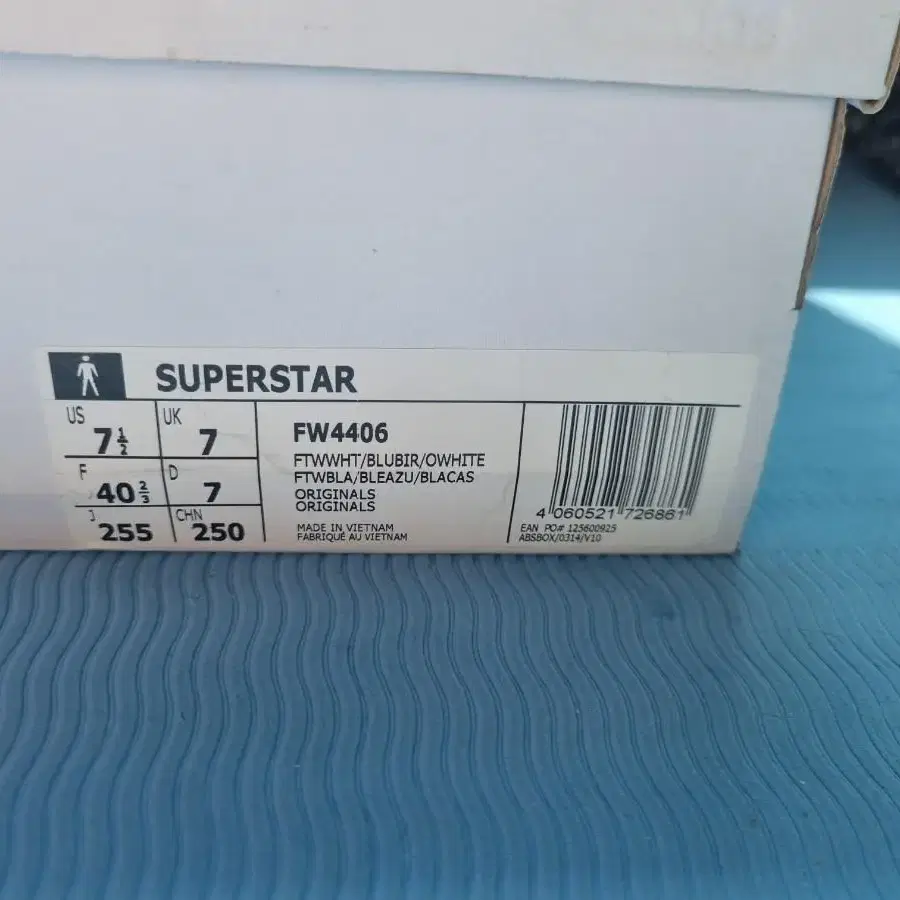 SUPERSTAR
US 7½
UK 7
F 40⅔
D 7
J 255
CHN 250
FW4406
FTWWHT/BLUBIR/OWHITE
FTWBLA/BLEAZU/BLACAS
ORIGINALS
ORIGINALS
MADE IN VIETNAM
FABRIQUÉ AU VIETNAM
4 060521 726861
EAN PO# 125600925
ABSBOX/0314/V10